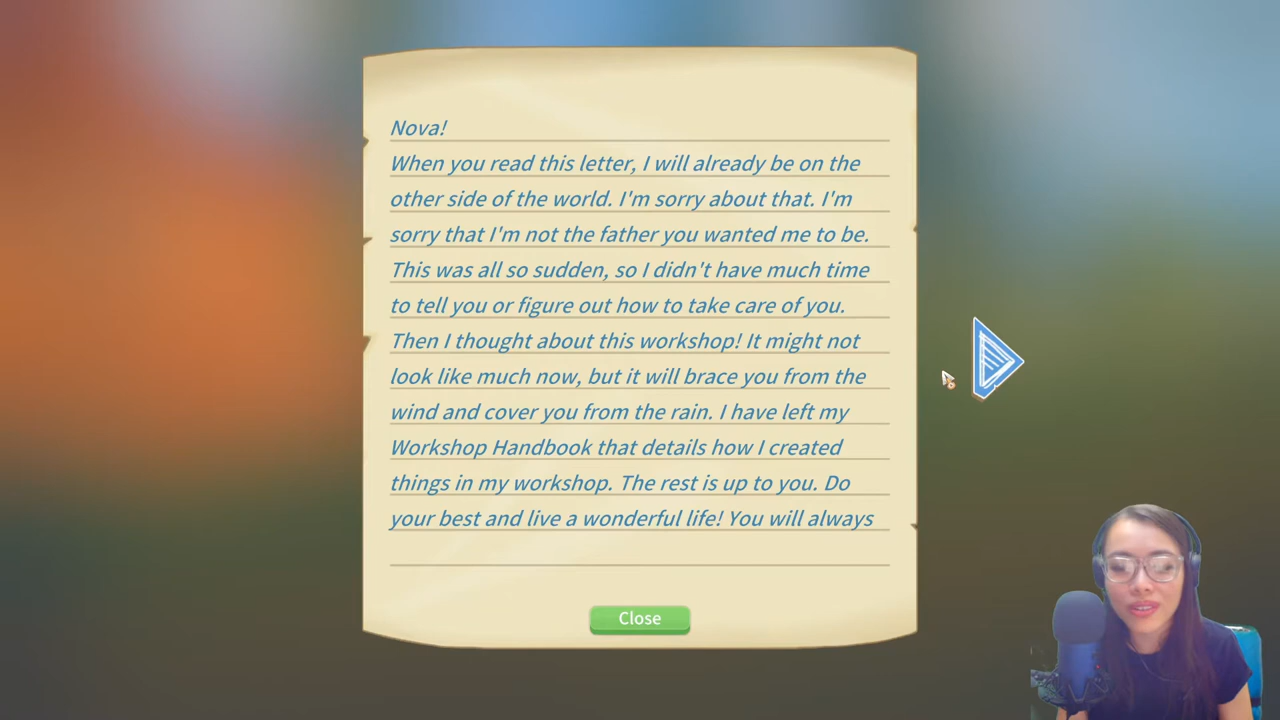 Nova!
When you read this letter, I will already be on the
other side of the world. I'm sorry about that. I'm
sorry that I'm not the father you wanted me to be.
This was all so sudden, so I didn't have much time
to tell you or figure out how to take care of you.
Then I thought about this workshop! It might not
look like much now, but it will brace you from the
wind and cover you from the rain. I have left my
Workshop Handbook that details how I created
things in my workshop. The rest is up to you. Do
your best and live a wonderful life! You will always
Close